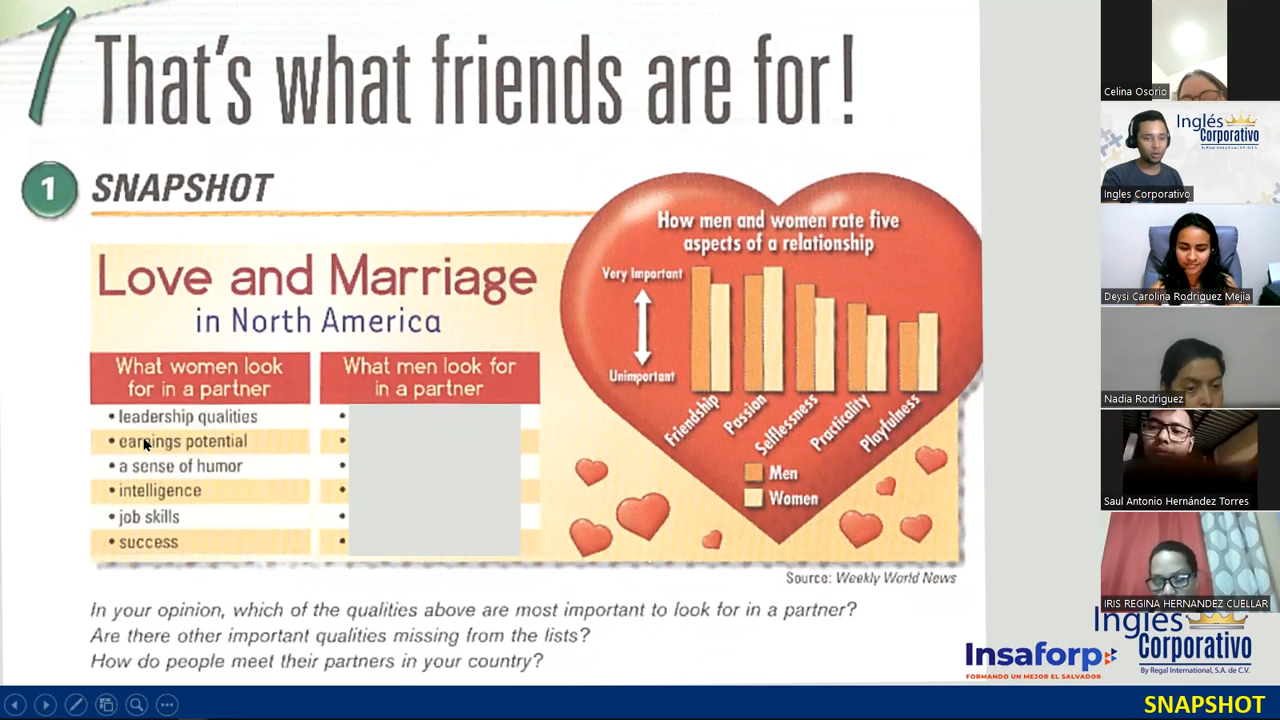 1 That's what friends are for!
1 SNAPSHOT
Love and Marriage
in North America
What women look
for in a partner
• leadership qualities
• earnings potential
• a sense of humor
• intelligence
• job skills
• success
What men look for
in a partner
How men and women rate five
aspects of a relationship
Very Important
Unimportant
Friendship
Passion
Selflessness
Practicality
Playfulness
Men
Women
Source: Weekly World News
In your opinion, which of the qualities above are most important to look for in a partner?
Are there other important qualities missing from the lists?
How do people meet their partners in your country?
Insaforp
FORMANDO UN MEJOR EL SALVADOR
Inglés
Corporativo
By Regal International, S.A. de C.V.
SNAPSHOT
Celina Osorio
Inglés
Corporativo
By Regal International, S.A. de C.V.
Ingles Corporativo
Deysi Carolina Rodriguez Mejia
Nadia Rodriguez
Saul Antonio Hernández Torres
IRIS REGINA HERNANDEZ CUELLAR